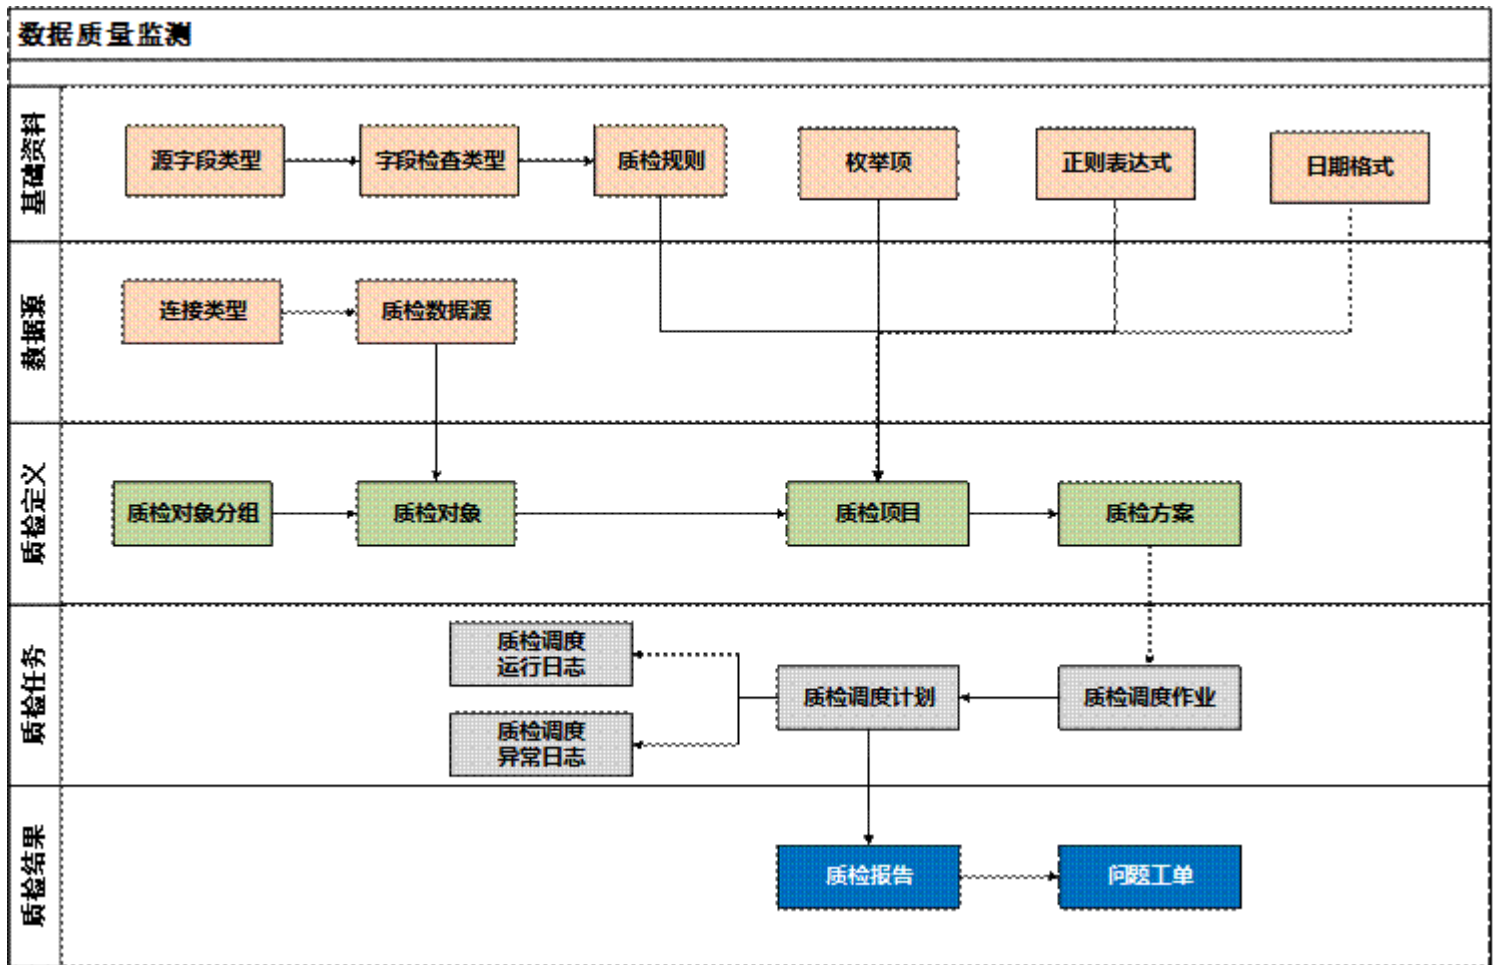 数据质量监测
基础资料
源字段类型
字段检查类型
质检规则
枚举项
正则表达式
日期格式
数据源
连接类型
质检数据源
质检定义
质检对象分组
质检对象
质检项目
质检方案
质检任务
质检调度
运行日志
质检调度
异常日志
质检调度计划
质检调度作业
质检结果
质检报告
问题工单